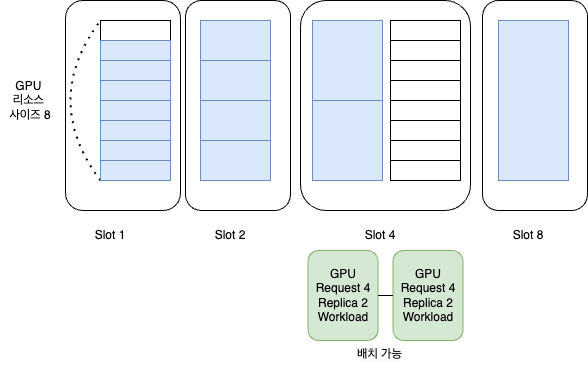 GPU
리소스
사이즈 8
Slot 1
Slot 2
Slot 4
Slot 8
GPU
Request 4
Replica 2
Workload
GPU
Request 4
Replica 2
Workload
배치 가능